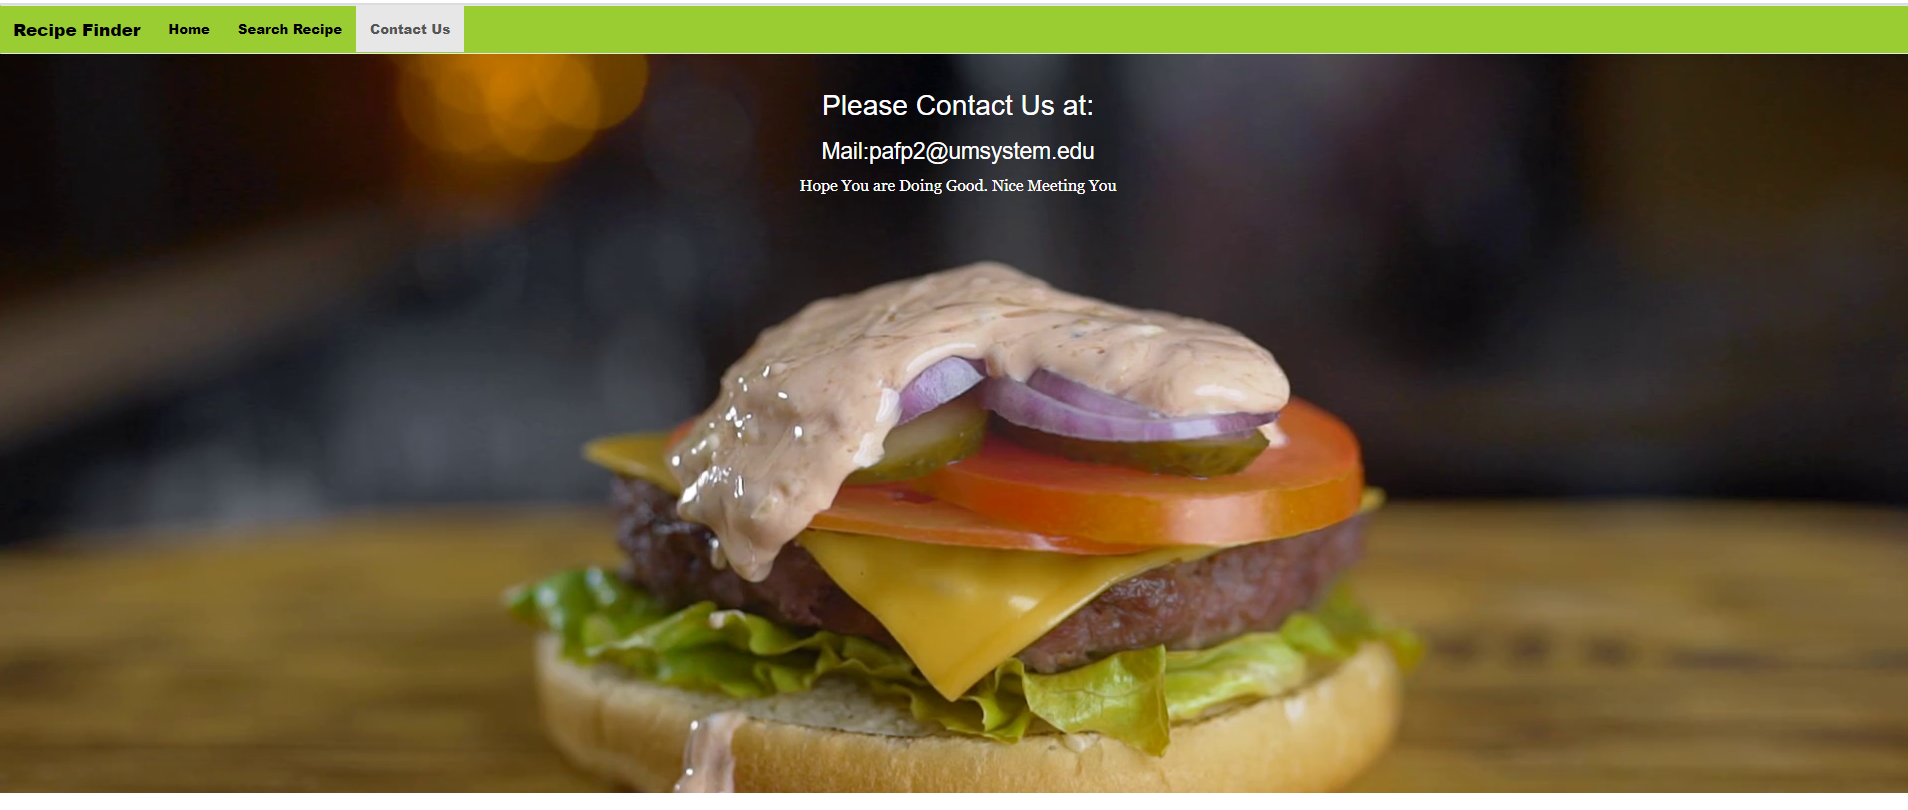 Recipe Finder Home Search Recipe Contact Us
Please Contact Us at:
Mail:pafp2@umsystem.edu
Hope You are Doing Good. Nice Meeting You